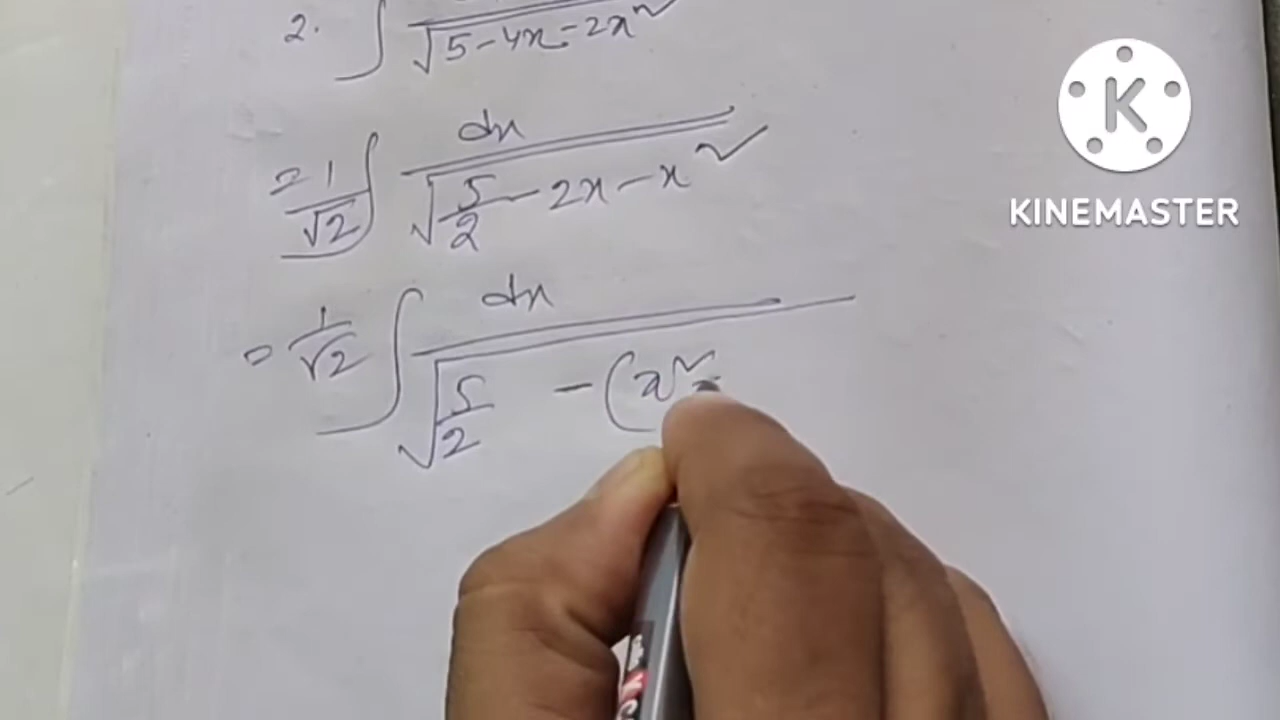 2. ∫ / √5-4x-2x²
= 1/√2 ∫ dx / √5/2 - 2x - x²
= 1/√2 ∫ dx / √5/2 - (x²
K
KINEMASTER